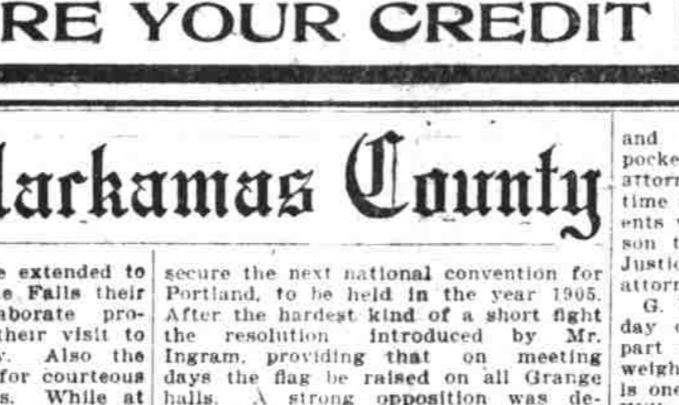 RE YOUR CREDIT
lackamas County
e extended to
e Falls their
aborate pro-
their visit to
y. Also the
for courteous
s. While at
secure the next national convention for
Portland, to be held in the year 1905.
After the hardest kind of a short fight
the resolution introduced by Mr.
Ingram, providing that on meeting
days the flag be raised on all Grange
halls. A strong opposition was de-
and
pocke
attorn
time
ents
son t
Justic
attorn
G.
day
part
weigh
is one